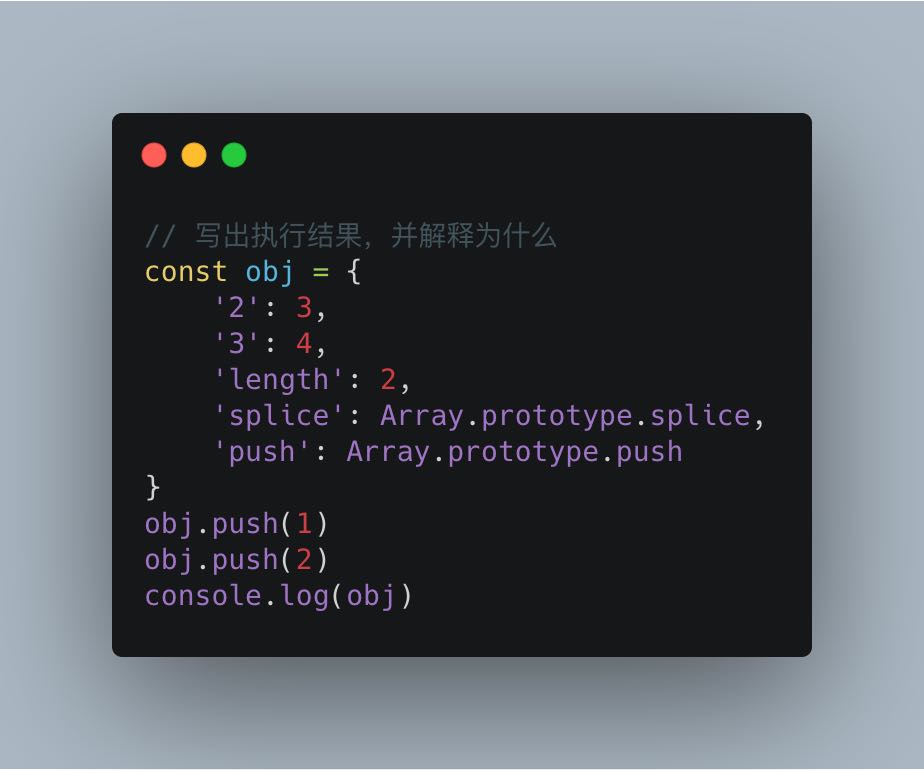 // 写出执行结果，并解释为什么
const obj = {
    '2': 3,
    '3': 4,
    'length': 2,
    'splice': Array.prototype.splice,
    'push': Array.prototype.push
}
obj.push(1)
obj.push(2)
console.log(obj)